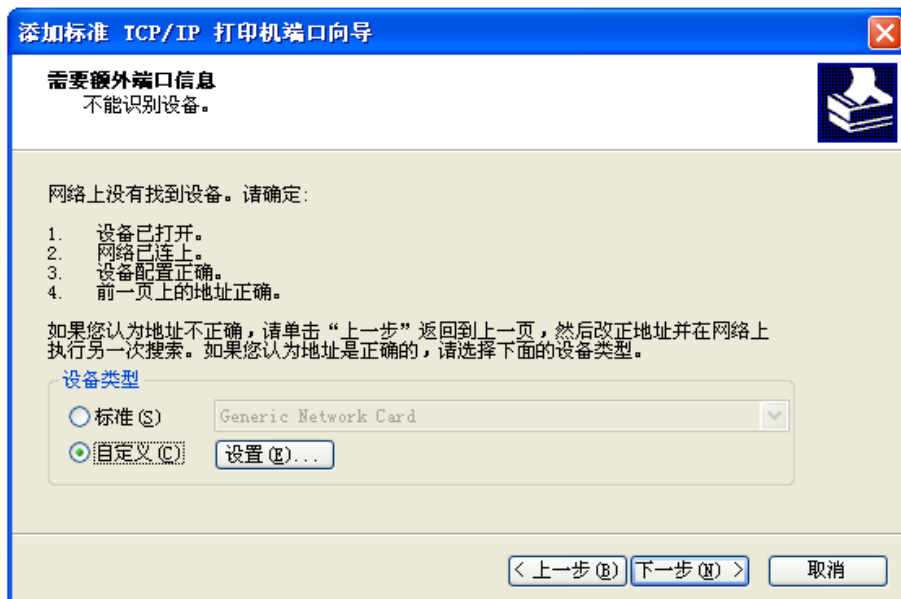 添加标准 TCP/IP 打印机端口向导
需要额外端口信息
不能识别设备。
网络上没有找到设备。请确定:
1. 设备已打开。
2. 网络已连上。
3. 设备配置正确。
4. 前一页上的地址正确。
如果您认为地址不正确,请单击“上一步”返回到上一页,然后改正地址并在网络上
执行另一次搜索。如果您认为地址是正确的,请选择下面的设备类型。
设备类型
标准(S) Generic Network Card
自定义(C) 设置(E)...
< 上一步(B) 下一步(N) > 取消